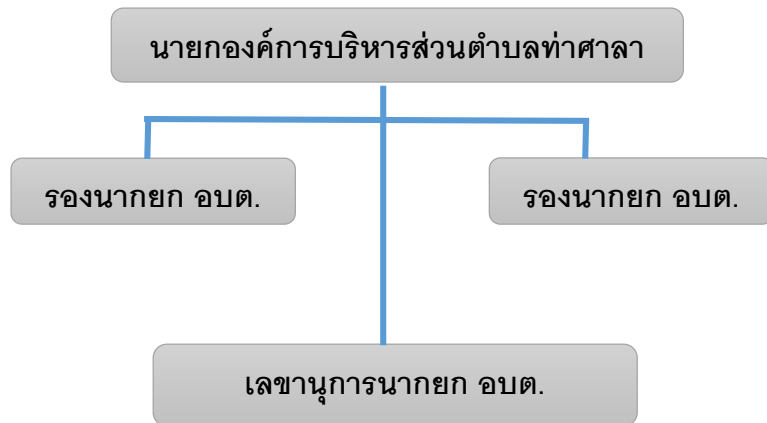 นายกองค์การบริหารส่วนตำบลท่าศาลา
รองนากยก อบต.
รองนากยก อบต.
เลขานุการนากยก อบต.